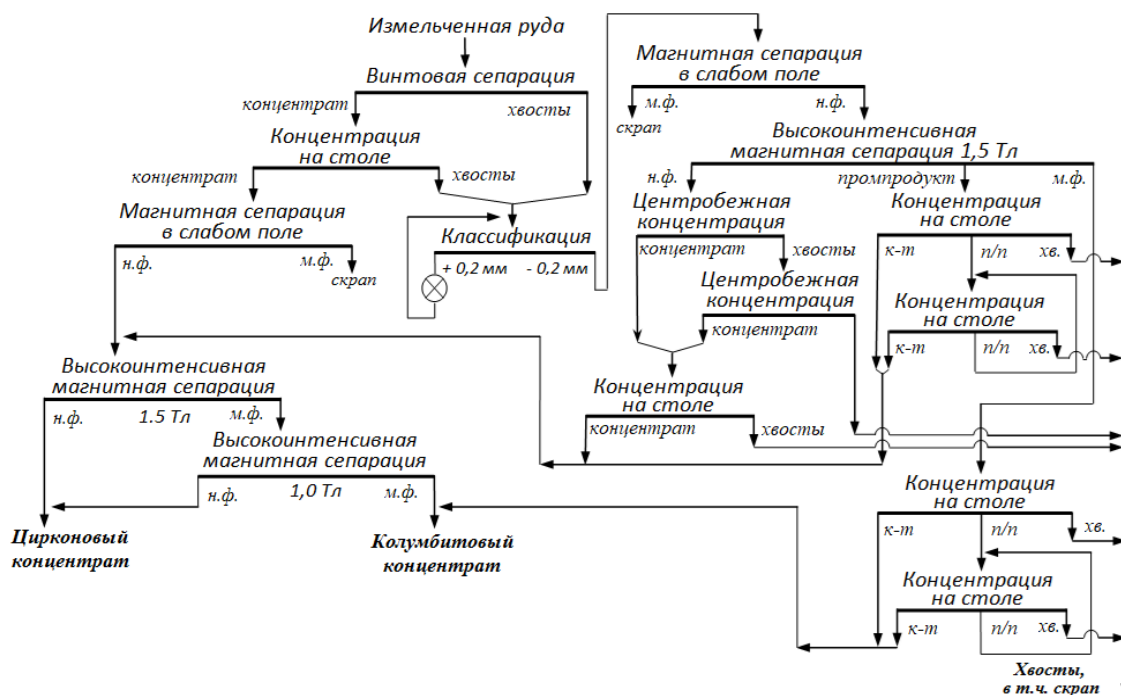 Измельченная руда
Винтовая сепарация
концентрат
хвосты
Концентрация
на столе
концентрат
хвосты
Магнитная сепарация
в слабом поле
н.ф.
м.ф.
скрап
Классификация
+ 0,2 мм
- 0,2 мм
Высокоинтенсивная
магнитная сепарация
н.ф.
1.5 Тл
м.ф.
Высокоинтенсивная
магнитная сепарация
н.ф.
1,0 Тл
м.ф.
Цирконовый
концентрат
Колумбитовый
концентрат
Магнитная сепарация
в слабом поле
м.ф.
н.ф.
скрап
Высокоинтенсивная
магнитная сепарация 1,5 Тл
н.ф.
промпродукт
м.ф.
Центробежная
концентрация
концентрат
хвосты
Центробежная
концентрация
концентрат
Концентрация
на столе
концентрат
хвосты
Концентрация
на столе
к-т
п/п
хв.
Концентрация
на столе
к-т
п/п
хв.
Концентрация
на столе
к-т
п/п
хв.
Концентрация
на столе
к-т
п/п
хв.
Хвосты,
в т.ч. скрап